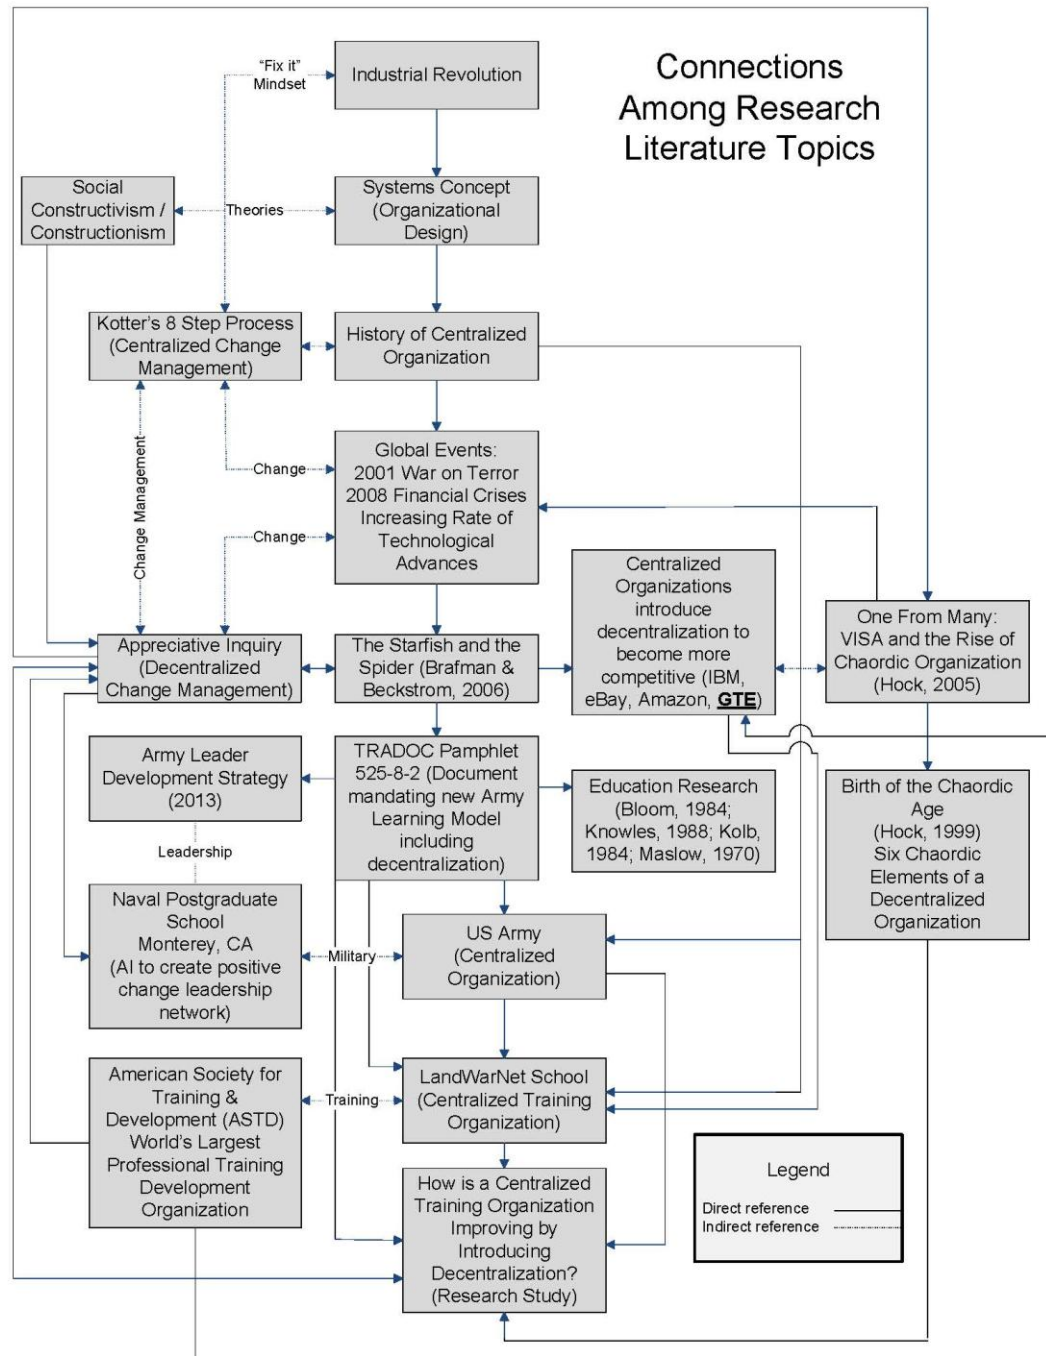 Connections
Among Research
Literature Topics
"Fix it"
Mindset
Industrial Revolution
Social
Constructivism /
Constructionism
Theories
Systems Concept
(Organizational
Design)
Kotter's 8 Step Process
(Centralized Change
Management)
History of Centralized
Organization
Change Management
Change
Change
Global Events:
2001 War on Terror
2008 Financial Crises
Increasing Rate of
Technological
Advances
Appreciative Inquiry
(Decentralized
Change Management)
The Starfish and the
Spider (Brafman &
Beckstrom, 2006)
Centralized
Organizations
introduce
decentralization to
become more
competitive (IBM,
eBay, Amazon, GTE)
One From Many:
VISA and the Rise of
Chaordic Organization
(Hock, 2005)
Army Leader
Development Strategy
(2013)
TRADOC Pamphlet
525-8-2 (Document
mandating new Army
Learning Model
including
decentralization)
Education Research
(Bloom, 1984;
Knowles, 1988; Kolb,
1984; Maslow, 1970)
Birth of the Chaordic
Age
(Hock, 1999)
Six Chaordic
Elements of a
Decentralized
Organization
Leadership
Naval Postgraduate
School
Monterey, CA
(AI to create positive
change leadership
network)
Military
US Army
(Centralized
Organization)
American Society for
Training &
Development (ASTD)
World's Largest
Professional Training
Development
Organization
Training
LandWarNet School
(Centralized Training
Organization)
How is a Centralized
Training Organization
Improving by
Introducing
Decentralization?
(Research Study)
Legend
Direct reference
Indirect reference